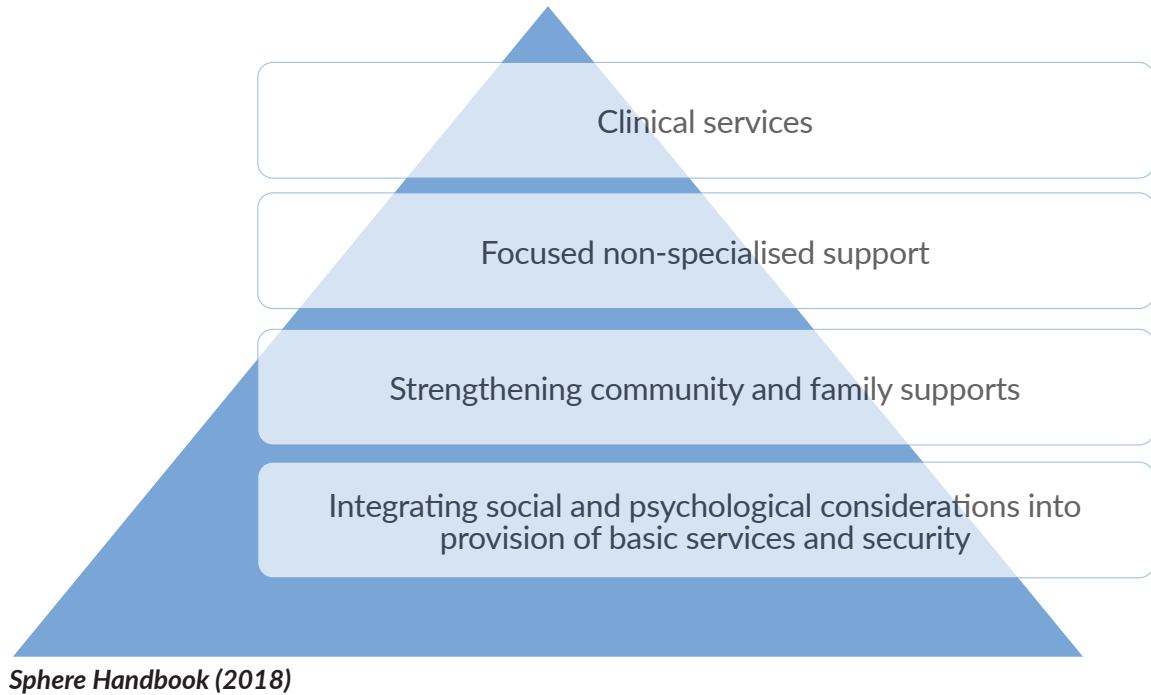 Clinical services
Focused non-specialised support
Strengthening community and family supports
Integrating social and psychological considerations into
provision of basic services and security
Sphere Handbook (2018)